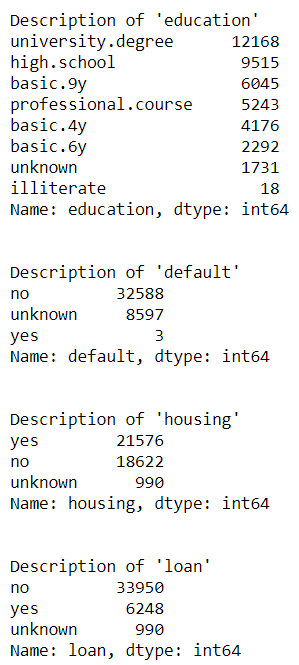 Description of 'education'
university.degree 12168
high.school 9515
basic.9y 6045
professional.course 5243
basic.4y 4176
basic.6y 2292
unknown 1731
illiterate 18
Name: education, dtype: int64
Description of 'default'
no 32588
unknown 8597
yes 3
Name: default, dtype: int64
Description of 'housing'
yes 21576
no 18622
unknown 990
Name: housing, dtype: int64
Description of 'loan'
no 33950
yes 6248
unknown 990
Name: loan, dtype: int64